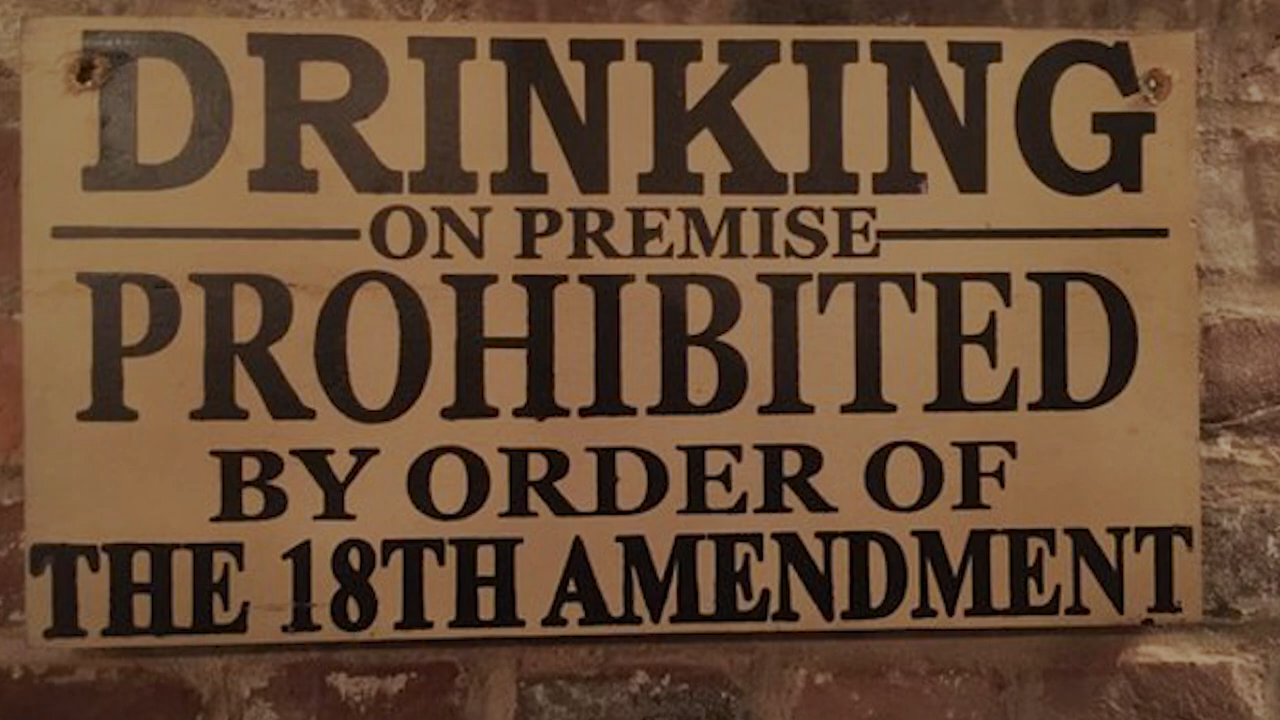 DRINKING
ON PREMISE
PROHIBITED
BY ORDER OF
THE 18TH AMENDMENT